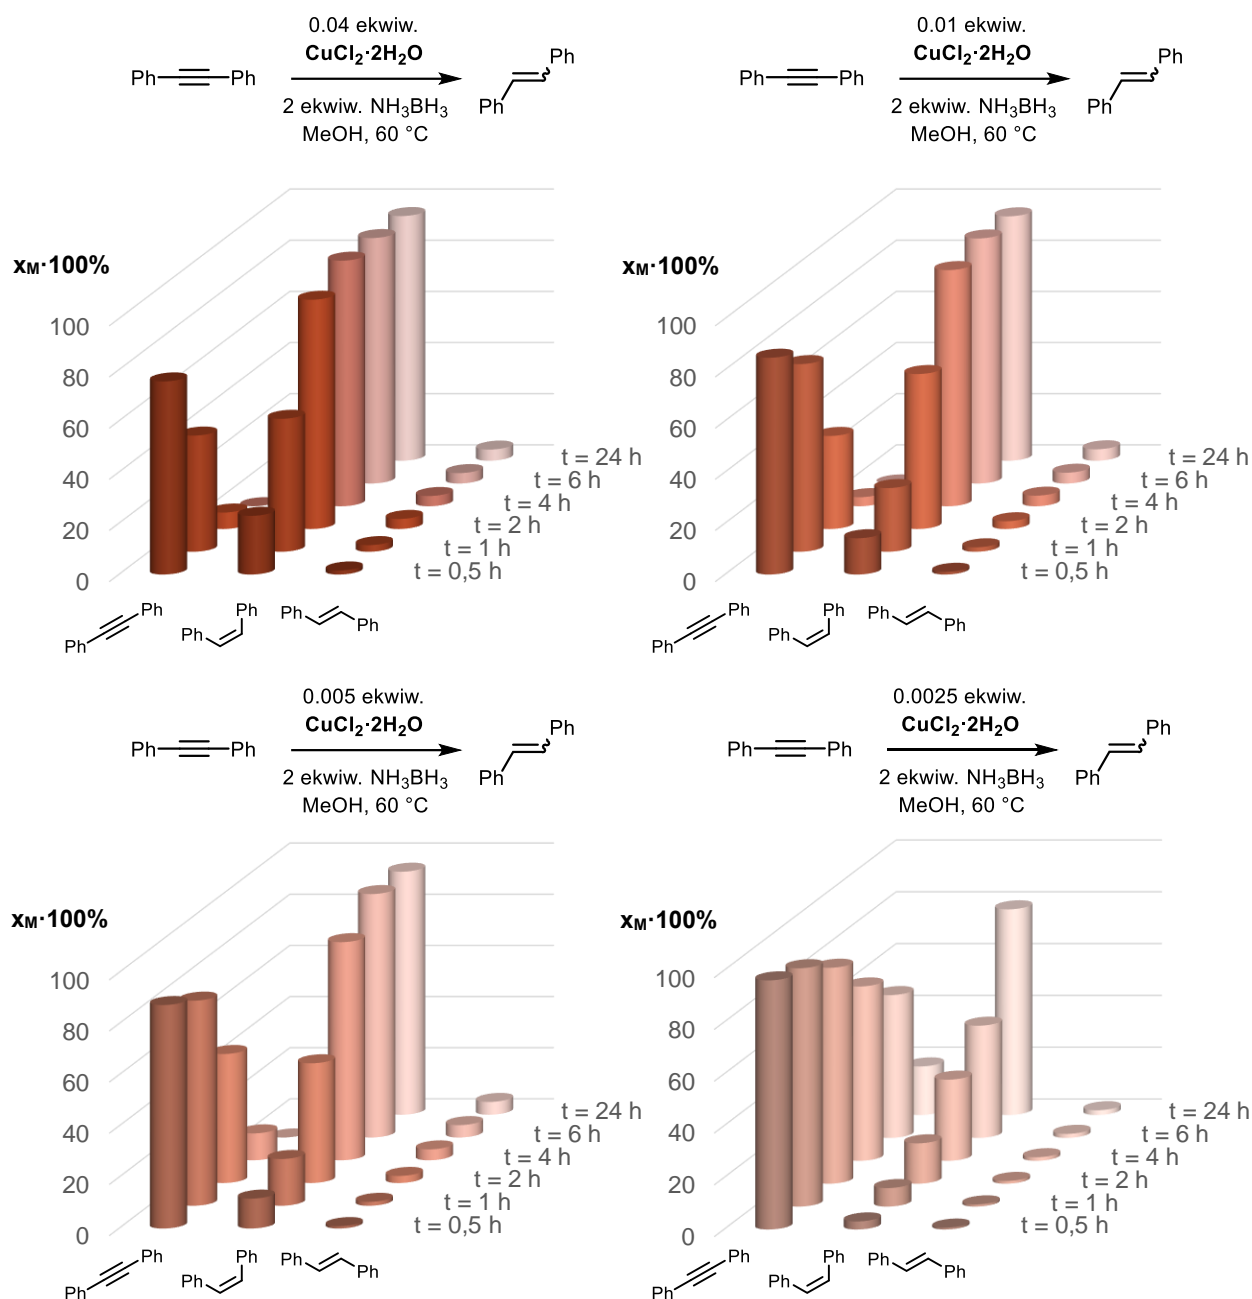 0.04 ekwiw.
CuCl₂·2H₂O
Ph Ph
Ph
Ph
2 ekwiw. NH₃BH₃
MeOH, 60 °C
xM·100%
100
80
60
40
20
0
t = 24 h
t = 6 h
t = 4 h
t = 2 h
t = 1 h
t = 0,5 h
Ph Ph
Ph Ph
Ph Ph
0.01 ekwiw.
CuCl₂·2H₂O
Ph Ph
Ph
Ph
2 ekwiw. NH₃BH₃
MeOH, 60 °C
xM·100%
100
80
60
40
20
0
t = 24 h
t = 6 h
t = 4 h
t = 2 h
t = 1 h
t = 0,5 h
Ph Ph
Ph Ph
Ph Ph
0.005 ekwiw.
CuCl₂·2H₂O
Ph Ph
Ph
Ph
2 ekwiw. NH₃BH₃
MeOH, 60 °C
xM·100%
100
80
60
40
20
0
t = 24 h
t = 6 h
t = 4 h
t = 2 h
t = 1 h
t = 0,5 h
Ph Ph
Ph Ph
Ph Ph
0.0025 ekwiw.
CuCl₂·2H₂O
Ph Ph
Ph
Ph
2 ekwiw. NH₃BH₃
MeOH, 60 °C
xM·100%
100
80
60
40
20
0
t = 24 h
t = 6 h
t = 4 h
t = 2 h
t = 1 h
t = 0,5 h
Ph Ph
Ph Ph
Ph Ph